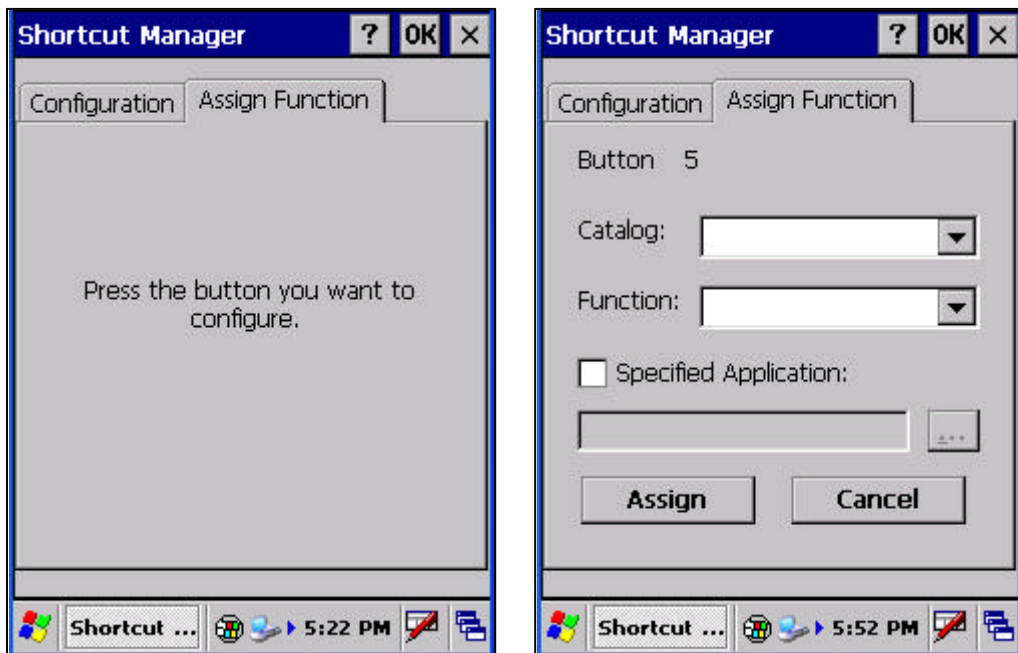 Shortcut Manager ? OK ×
Configuration Assign Function
Press the button you want to
configure.
Shortcut ... 5:22 PM
Shortcut Manager ? OK ×
Configuration Assign Function
Button 5
Catalog:
Function:
Specified Application:
...
Assign Cancel
Shortcut ... 5:52 PM